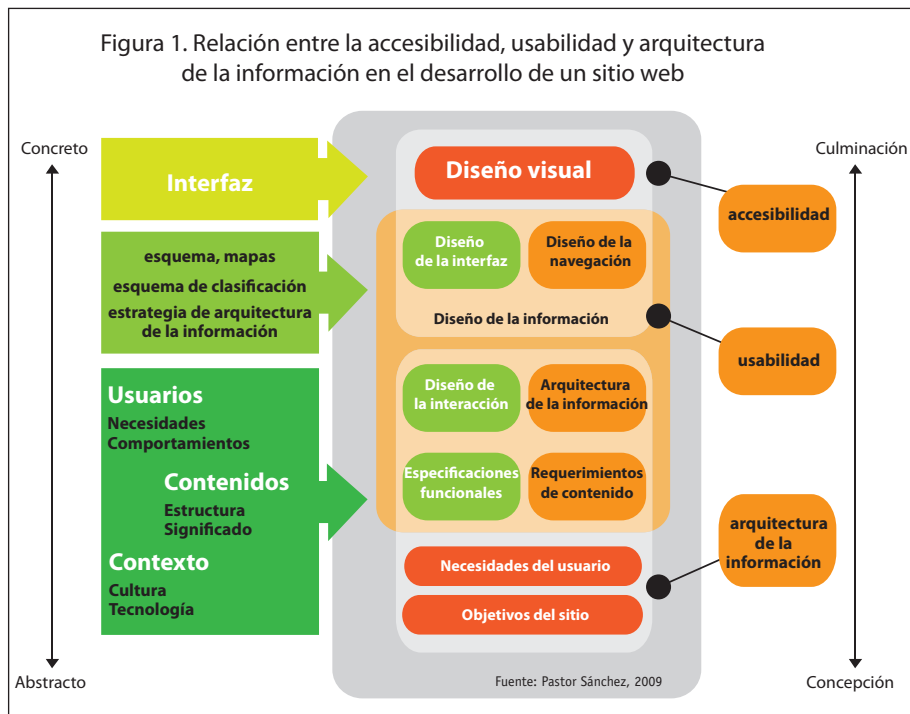 Figura 1. Relación entre la accesibilidad, usabilidad y arquitectura
de la información en el desarrollo de un sitio web
Concreto
Abstracto
Interfaz
esquema, mapas
esquema de clasificación
estrategia de arquitectura
de la información
Usuarios
Necesidades
Comportamientos
Contenidos
Estructura
Significado
Contexto
Cultura
Tecnología
Diseño visual
Diseño
de la interfaz
Diseño de la
navegación
Diseño de la información
Diseño de
la interacción
Arquitectura
de la información
Especificaciones
funcionales
Requerimientos
de contenido
Necesidades del usuario
Objetivos del sitio
Fuente: Pastor Sánchez, 2009
accesibilidad
usabilidad
arquitectura
de la
información
Culminación
Concepción